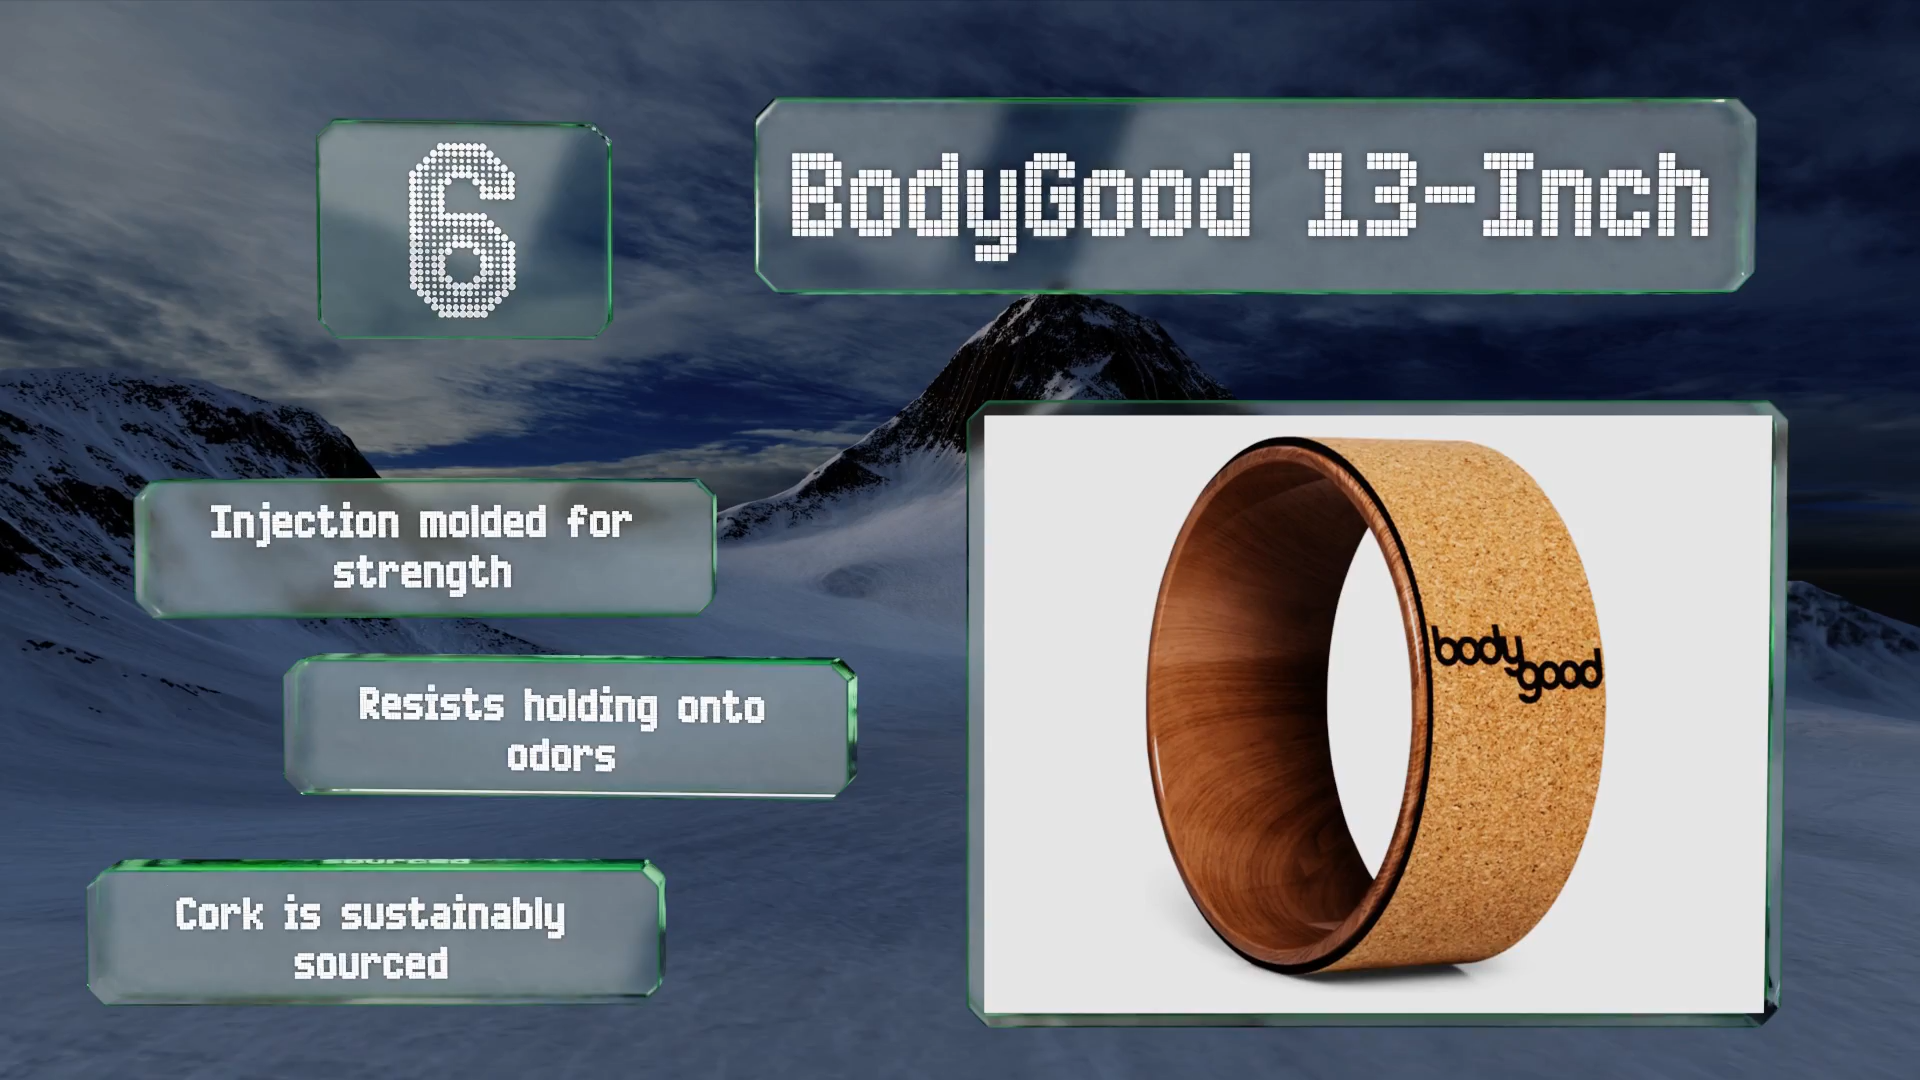 6
BodyGood 13-Inch
Injection molded for
strength
Resists holding onto
odors
Cork is sustainably
sourced
body
good